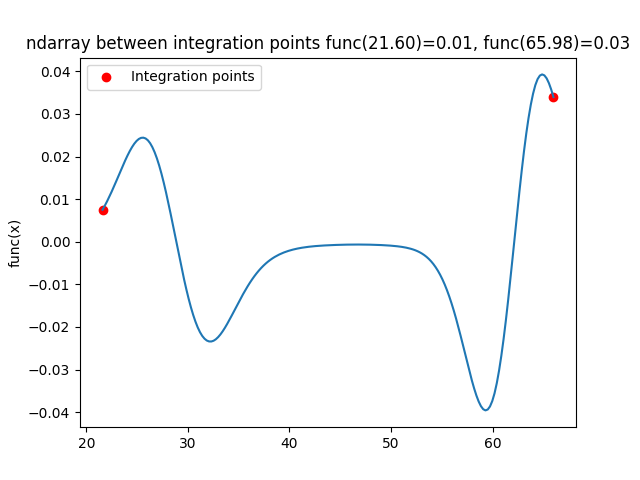 ndarray between integration points func(21.60)=0.01, func(65.98)=0.03
Integration points
func(x)
0.04
0.03
0.02
0.01
0.00
−0.01
−0.02
−0.03
−0.04
20 30 40 50 60